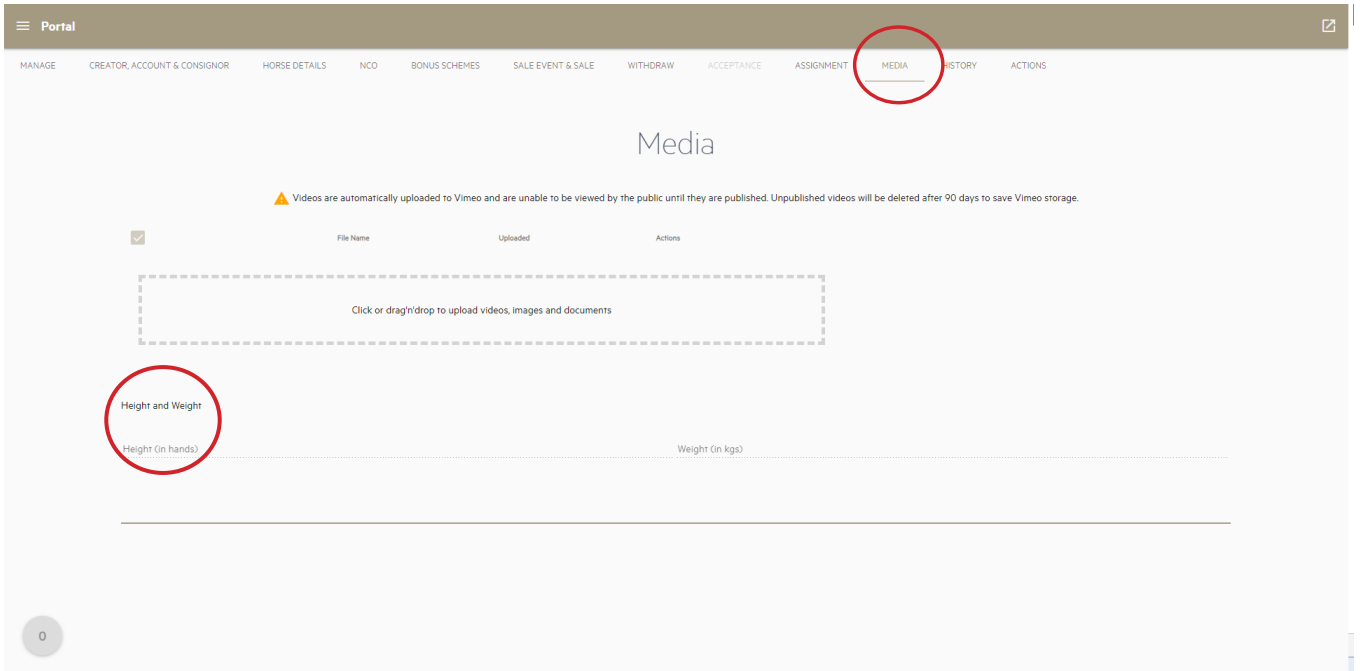 Portal
MANAGE CREATOR, ACCOUNT & CONSIGNOR HORSE DETAILS NCO BONUS SCHEMES SALE EVENT & SALE WITHDRAW ACCEPTANCE ASSIGNMENT MEDIA HISTORY ACTIONS
Media
Videos are automatically uploaded to Vimeo and are unable to be viewed by the public until they are published. Unpublished videos will be deleted after 90 days to save Vimeo storage.
File Name Uploaded Actions
Click or drag'n'drop to upload videos, images and documents
Height and Weight
Height (in hands) Weight (in kgs)
0